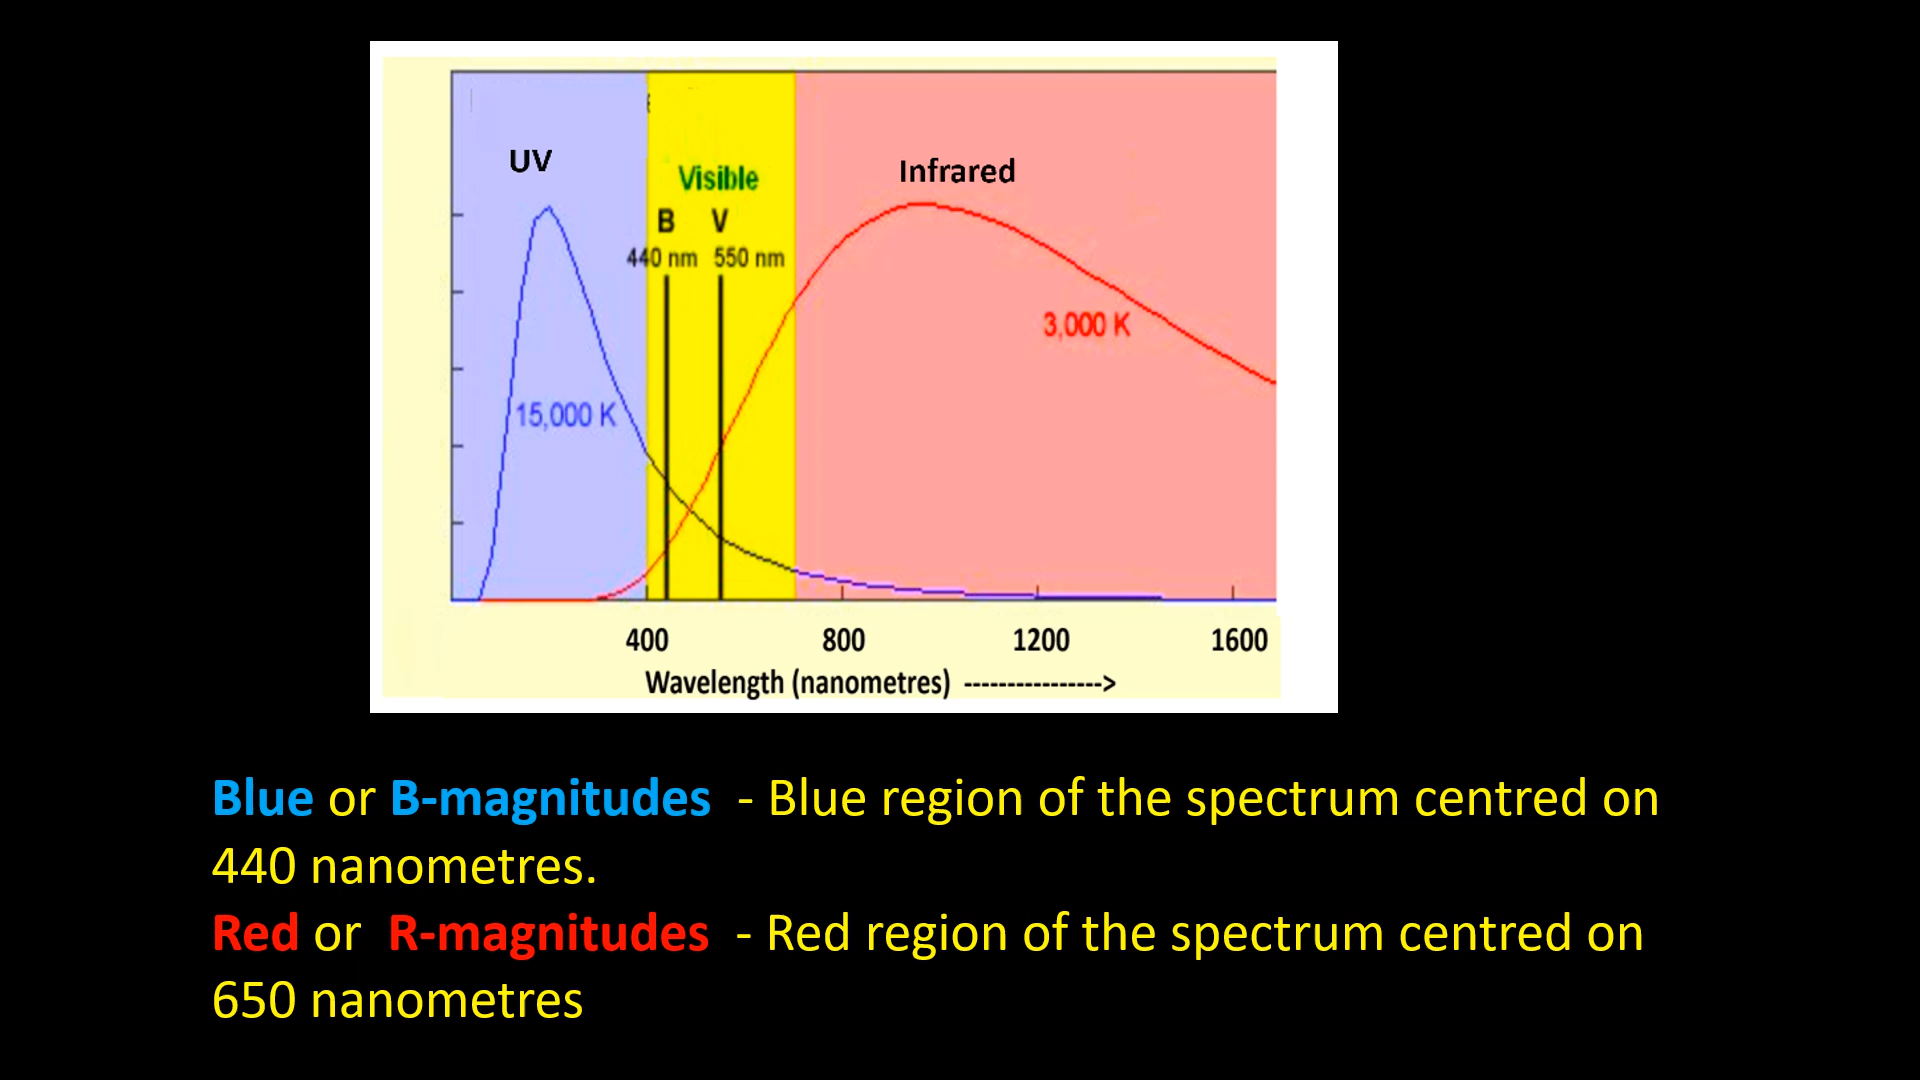 UV
Visible
Infrared
B V
440 nm 550 nm
3,000 K
15,000 K
400 800 1200 1600
Wavelength (nanometres) ---------------->
Blue or B-magnitudes - Blue region of the spectrum centred on
440 nanometres.
Red or R-magnitudes - Red region of the spectrum centred on
650 nanometres